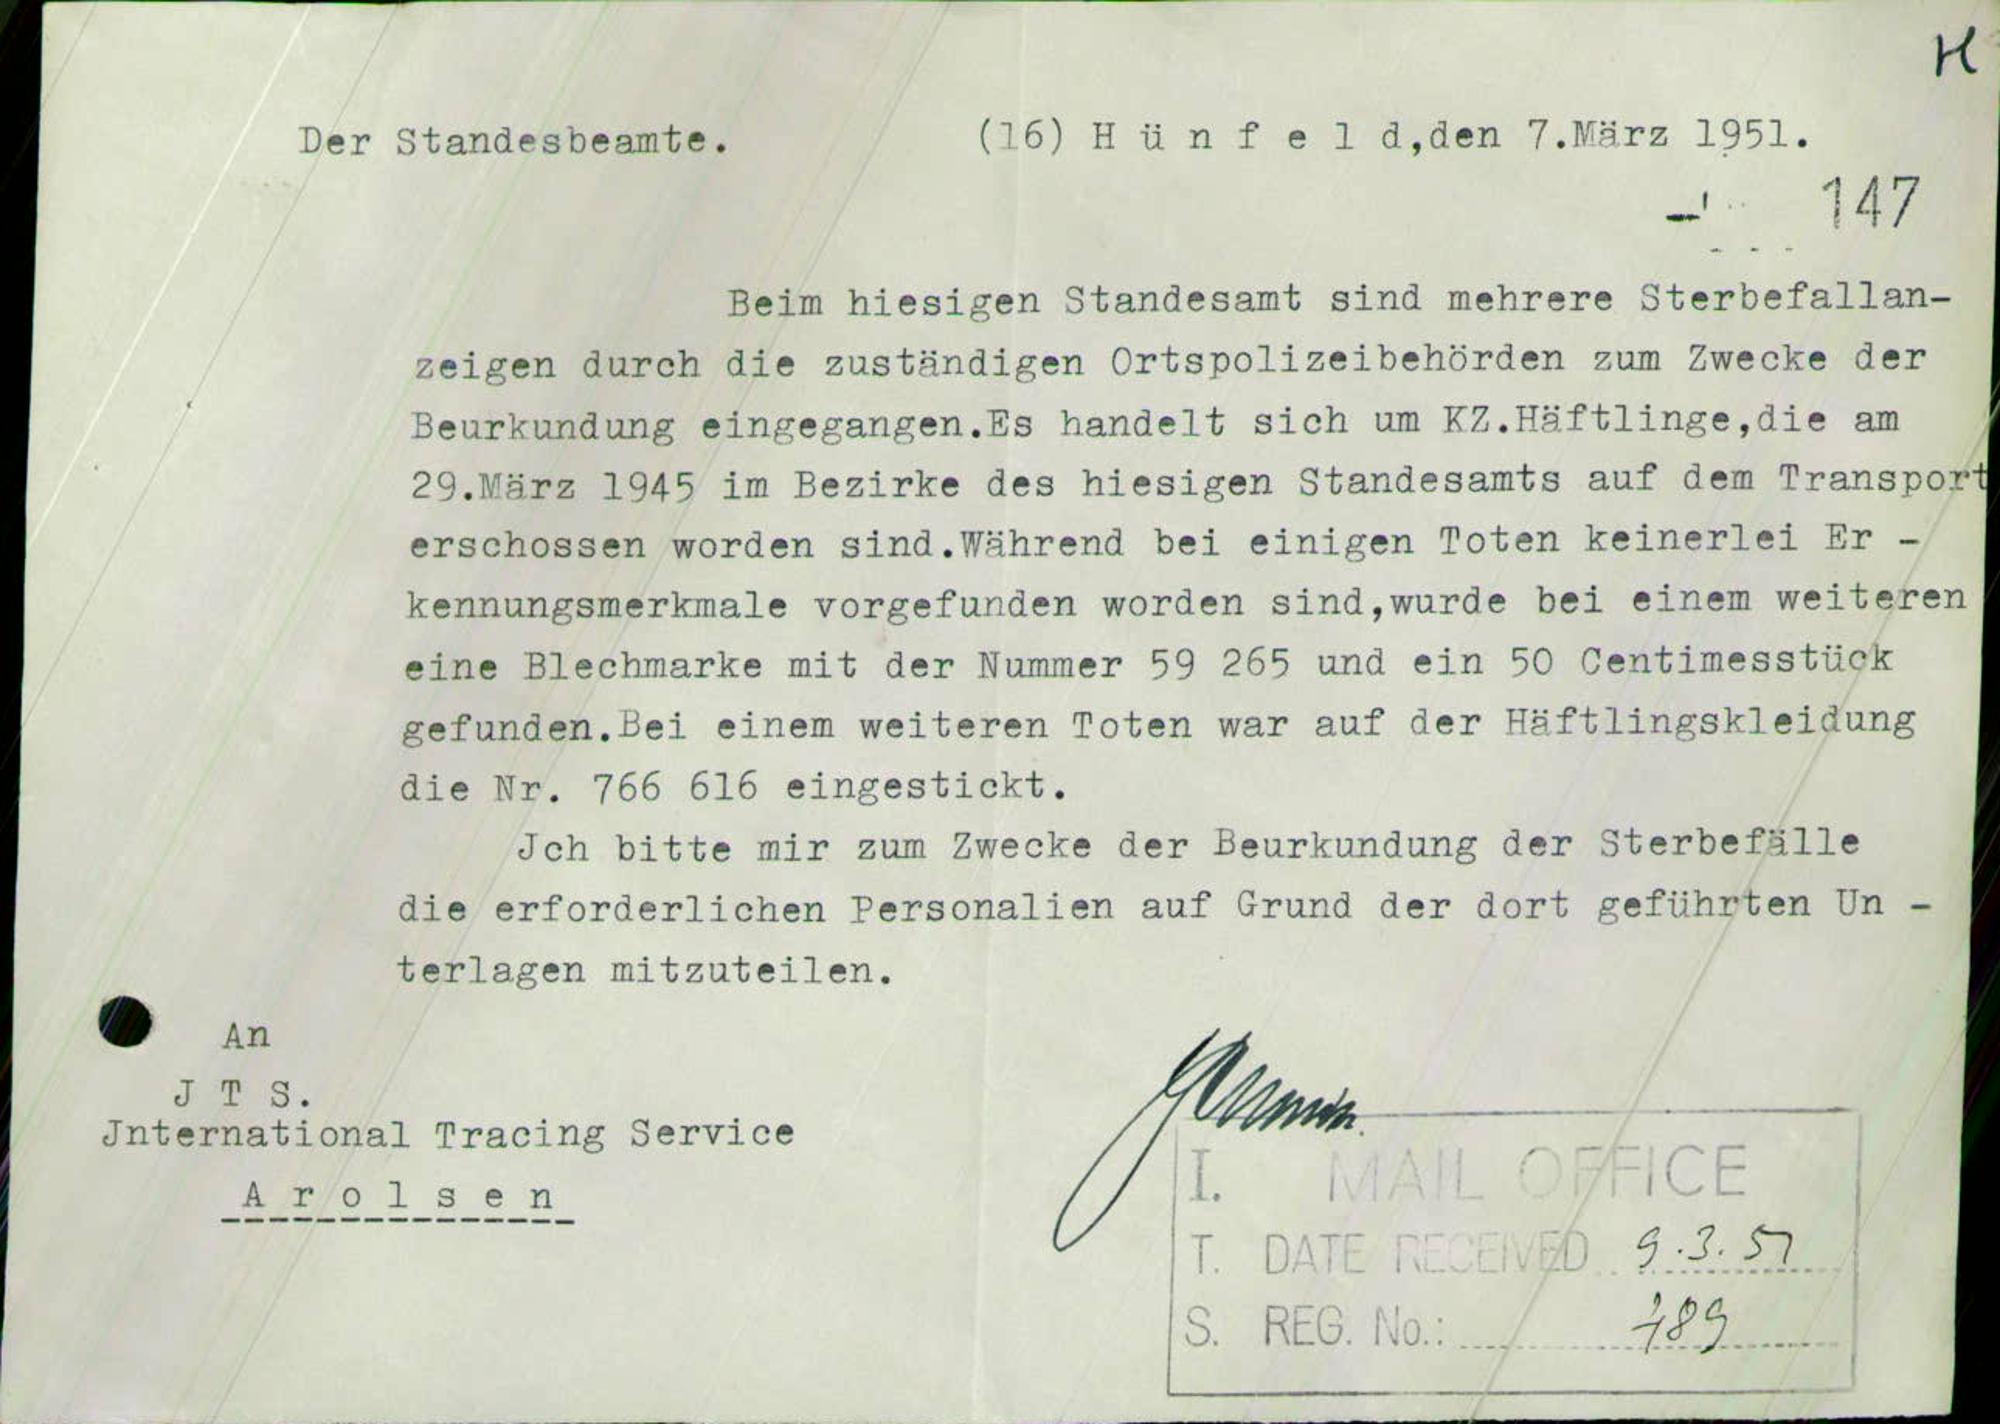 H
Der Standesbeamte. (16) H ü n f e l d,den 7.März 1951.
147
Beim hiesigen Standesamt sind mehrere Sterbefallan-
zeigen durch die zuständigen Ortspolizeibehörden zum Zwecke der
Beurkundung eingegangen.Es handelt sich um KZ.Häftlinge,die am
29.März 1945 im Bezirke des hiesigen Standesamts auf dem Transport
erschossen worden sind.Während bei einigen Toten keinerlei Er -
kennungsmerkmale vorgefunden worden sind,wurde bei einem weiteren
eine Blechmarke mit der Nummer 59 265 und ein 50 Centimesstück
gefunden.Bei einem weiteren Toten war auf der Häftlingskleidung
die Nr. 766 616 eingestickt.
Jch bitte mir zum Zwecke der Beurkundung der Sterbefälle
die erforderlichen Personalien auf Grund der dort geführten Un -
terlagen mitzuteilen.
An
J T S.
Jnternational Tracing Service
A r o l s e n
I. MAIL OFFICE
T. DATE RECEIVED 9.3.51
S. REG. No.: 489